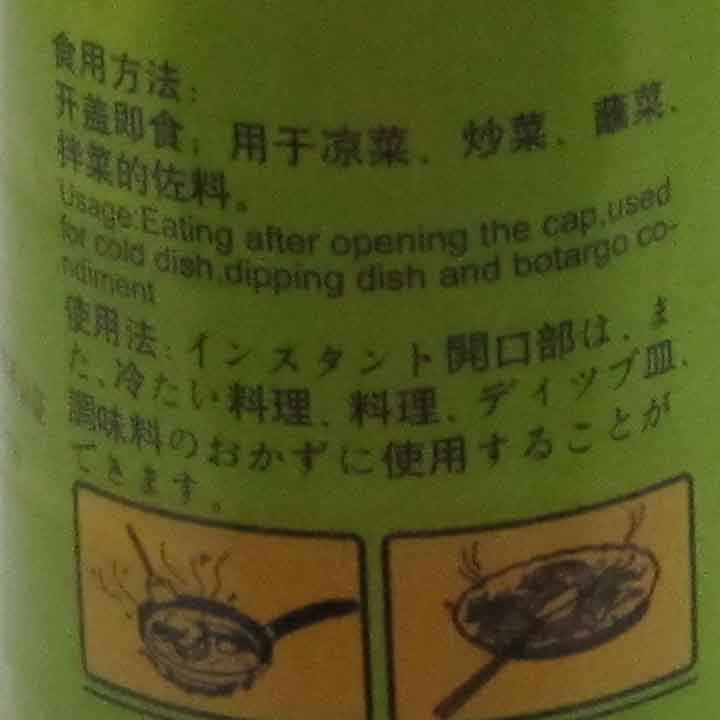 食用方法：
开盖即食；用于凉菜、炒菜、蘸菜、
拌菜的佐料。
Usage:Eating after opening the cap,used
for cold dish,dipping dish and botargo co-
ndiment
使用法：インスタント開口部は、ま
た、冷たい料理、料理、ディップ皿、
調味料のおかずに使用することが
できます。